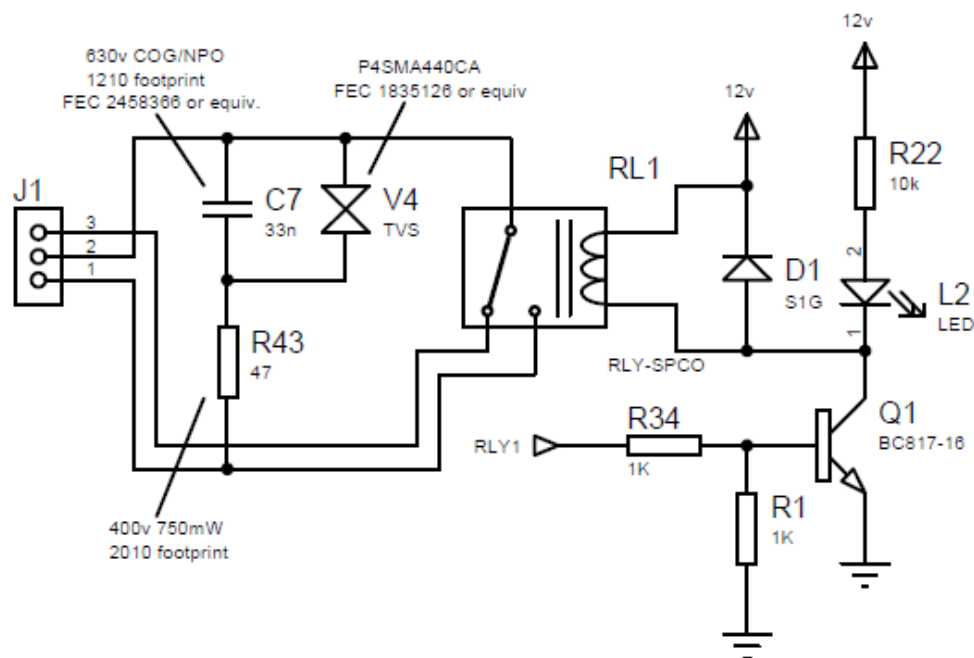 12v
630v COG/NPO
1210 footprint
FEC 2458366 or equiv.
P4SMA440CA
FEC 1835126 or equiv
12v
R22
10k
RL1
J1
C7
33n
V4
TVS
3
2
1
2
D1
S1G
L2
LED
1
R43
47
RLY-SPCO
Q1
BC817-16
R34
1K
RLY1
R1
1K
400v 750mW
2010 footprint